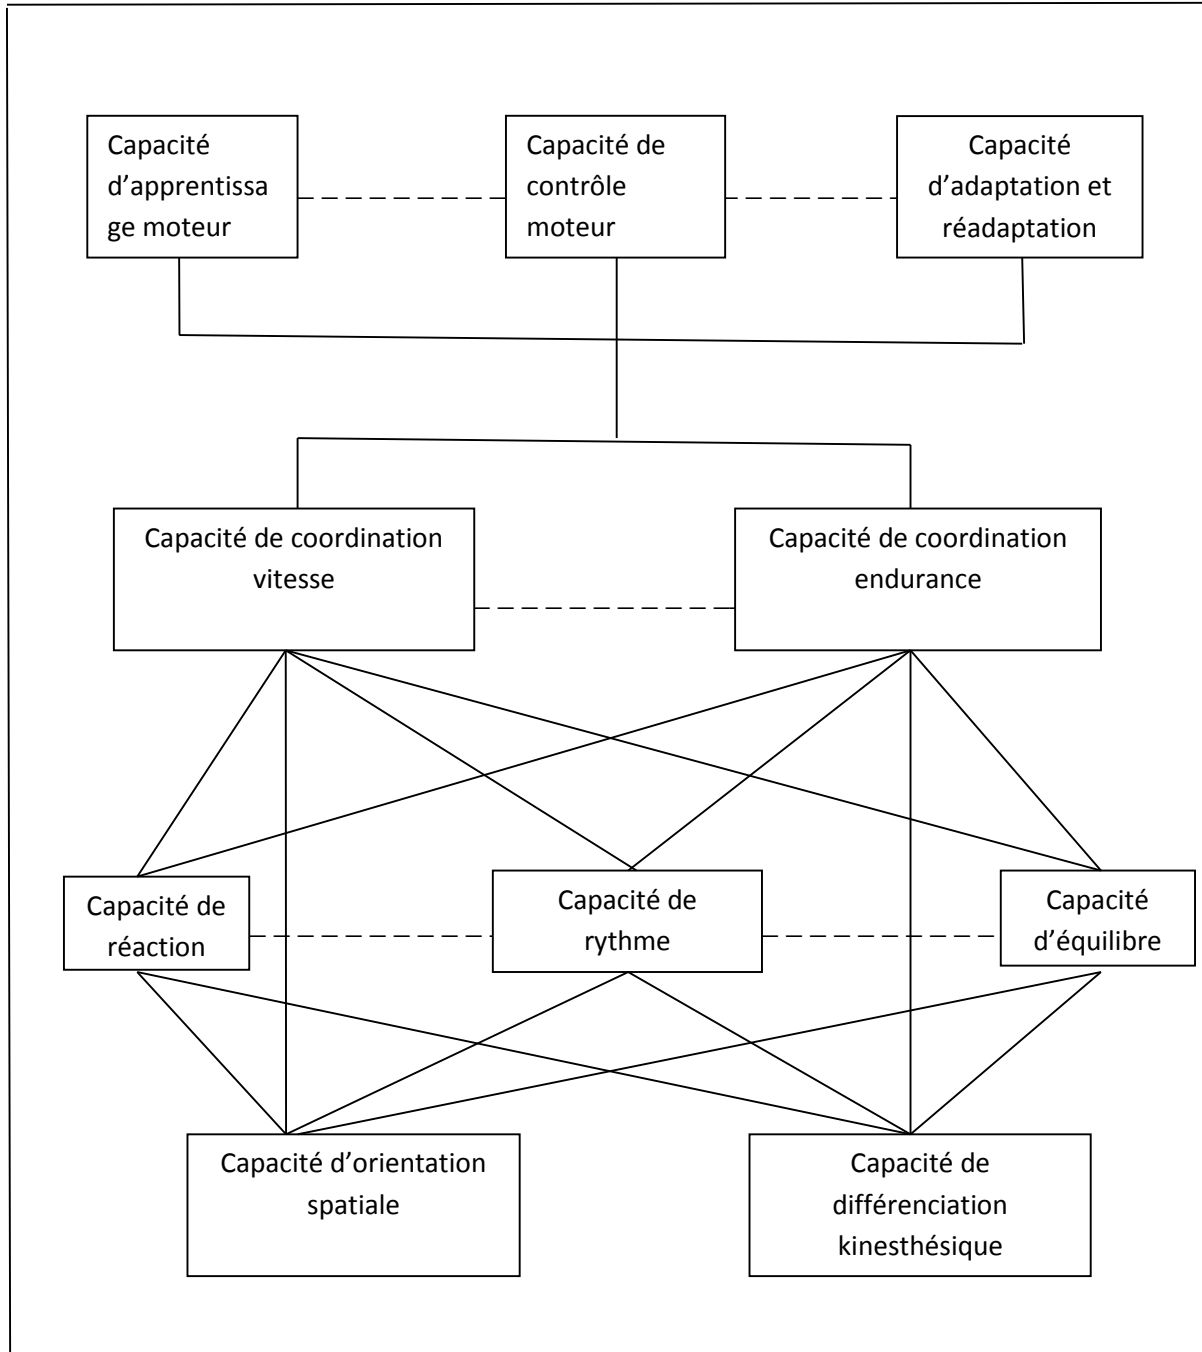 Capacité
d’apprentissa
ge moteur
Capacité de
contrôle
moteur
Capacité
d’adaptation et
réadaptation
Capacité de coordination
vitesse
Capacité de coordination
endurance
Capacité de
réaction
Capacité de
rythme
Capacité
d’équilibre
Capacité d’orientation
spatiale
Capacité de
différenciation
kinesthésique